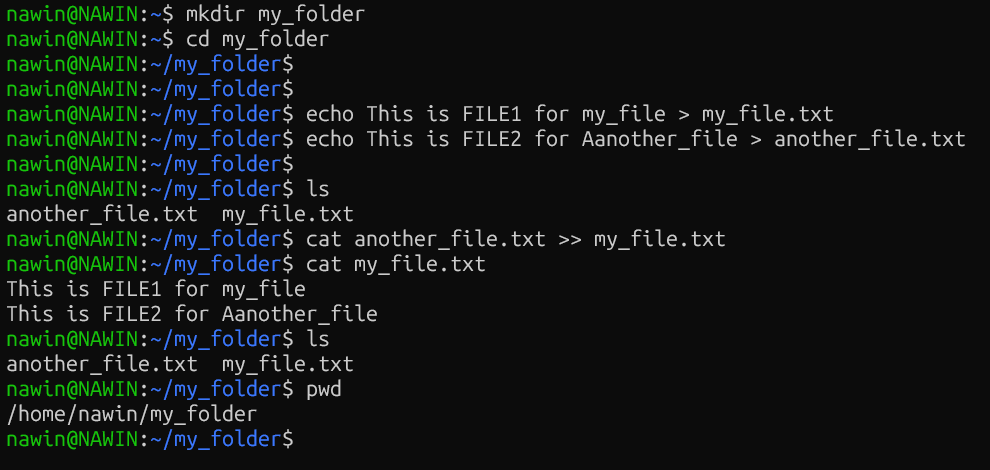 nawin@NAWIN:~$ mkdir my_folder
nawin@NAWIN:~$ cd my_folder
nawin@NAWIN:~/my_folder$
nawin@NAWIN:~/my_folder$
nawin@NAWIN:~/my_folder$ echo This is FILE1 for my_file > my_file.txt
nawin@NAWIN:~/my_folder$ echo This is FILE2 for Aanother_file > another_file.txt
nawin@NAWIN:~/my_folder$
nawin@NAWIN:~/my_folder$ ls
another_file.txt  my_file.txt
nawin@NAWIN:~/my_folder$ cat another_file.txt >> my_file.txt
nawin@NAWIN:~/my_folder$ cat my_file.txt
This is FILE1 for my_file
This is FILE2 for Aanother_file
nawin@NAWIN:~/my_folder$ ls
another_file.txt  my_file.txt
nawin@NAWIN:~/my_folder$ pwd
/home/nawin/my_folder
nawin@NAWIN:~/my_folder$